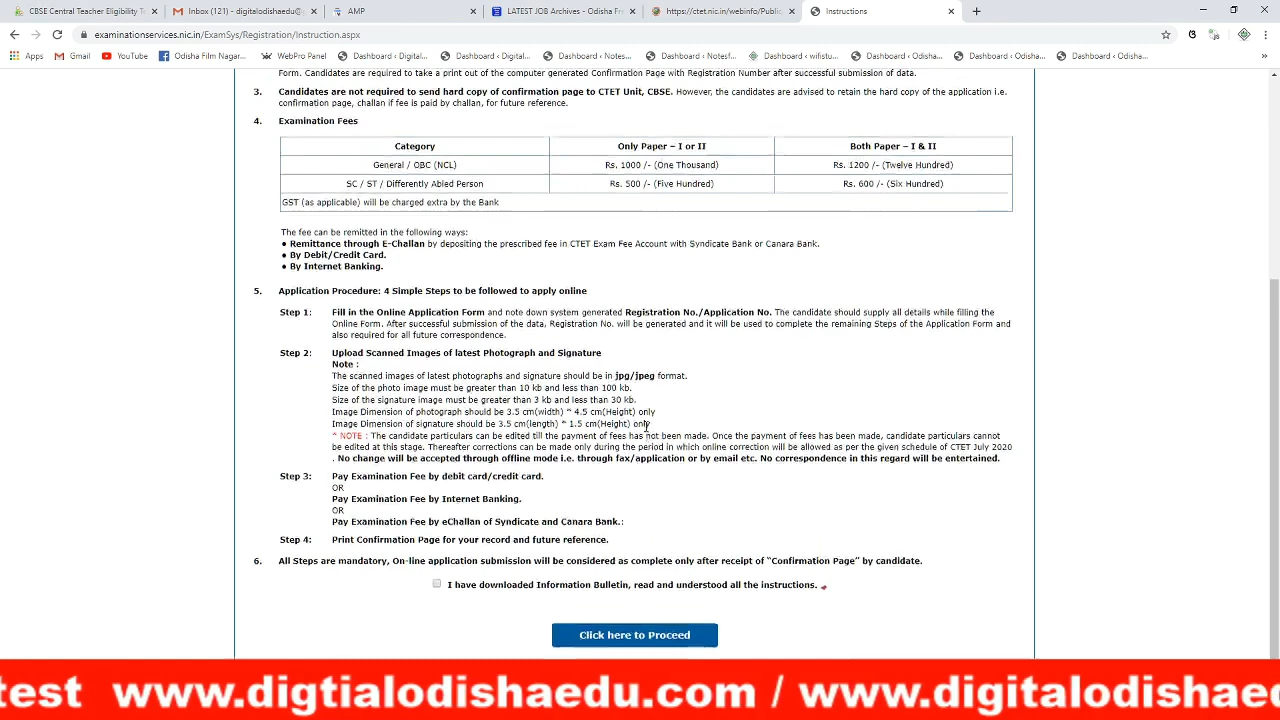 CBSE Central Teacher Eligibility T
Inbox (121) - digitalodishaedu@g
AMP
LATEST JOB Archives - Odisha Fr
https://ctet.nic.in/webinfo/Public
Instructions
examinationservices.nic.in/ExamSys/Registration/Instruction.aspx
Apps Gmail YouTube Odisha Film Nagar... WebPro Panel Dashboard ‹ Digital... Dashboard ‹ Digital... Dashboard ‹ Notes... Dashboard ‹ Notesf... Dashboard ‹ wifistu... Dashboard ‹ Odisha... Dashboard ‹ Odisha... Dashboard ‹ Odisha... »
Form. Candidates are required to take a print out of the computer generated Confirmation Page with Registration Number after successful submission of data.
3. Candidates are not required to send hard copy of confirmation page to CTET Unit, CBSE. However, the candidates are advised to retain the hard copy of the application i.e.
confirmation page, challan if fee is paid by challan, for future reference.
4. Examination Fees
Category Only Paper – I or II Both Paper – I & II
General / OBC (NCL) Rs. 1000 /- (One Thousand) Rs. 1200 /- (Twelve Hundred)
SC / ST / Differently Abled Person Rs. 500 /- (Five Hundred) Rs. 600 /- (Six Hundred)
GST (as applicable) will be charged extra by the Bank
The fee can be remitted in the following ways:
● Remittance through E-Challan by depositing the prescribed fee in CTET Exam Fee Account with Syndicate Bank or Canara Bank.
● By Debit/Credit Card.
● By Internet Banking.
5. Application Procedure: 4 Simple Steps to be followed to apply online
Step 1: Fill in the Online Application Form and note down system generated Registration No./Application No. The candidate should supply all details while filling the
Online Form. After successful submission of the data, Registration No. will be generated and it will be used to complete the remaining Steps of the Application Form and
also required for all future correspondence.
Step 2: Upload Scanned Images of latest Photograph and Signature
Note :
The scanned images of latest photographs and signature should be in jpg/jpeg format.
Size of the photo image must be greater than 10 kb and less than 100 kb.
Size of the signature image must be greater than 3 kb and less than 30 kb.
Image Dimension of photograph should be 3.5 cm(width) * 4.5 cm(Height) only
Image Dimension of signature should be 3.5 cm(length) * 1.5 cm(Height) only
* NOTE : The candidate particulars can be edited till the payment of fees has not been made. Once the payment of fees has been made, candidate particulars cannot
be edited at this stage. Thereafter corrections can be made only during the period in which online correction will be allowed as per the given schedule of CTET July 2020
. No change will be accepted through offline mode i.e. through fax/application or by email etc. No correspondence in this regard will be entertained.
Step 3: Pay Examination Fee by debit card/credit card.
OR
Pay Examination Fee by Internet Banking.
OR
Pay Examination Fee by eChallan of Syndicate and Canara Bank.:
Step 4: Print Confirmation Page for your record and future reference.
6. All Steps are mandatory, On-line application submission will be considered as complete only after receipt of “Confirmation Page” by candidate.
I have downloaded Information Bulletin, read and understood all the instructions.
Click here to Proceed
test www.digtialodishaedu.com / www.digitalodishaed